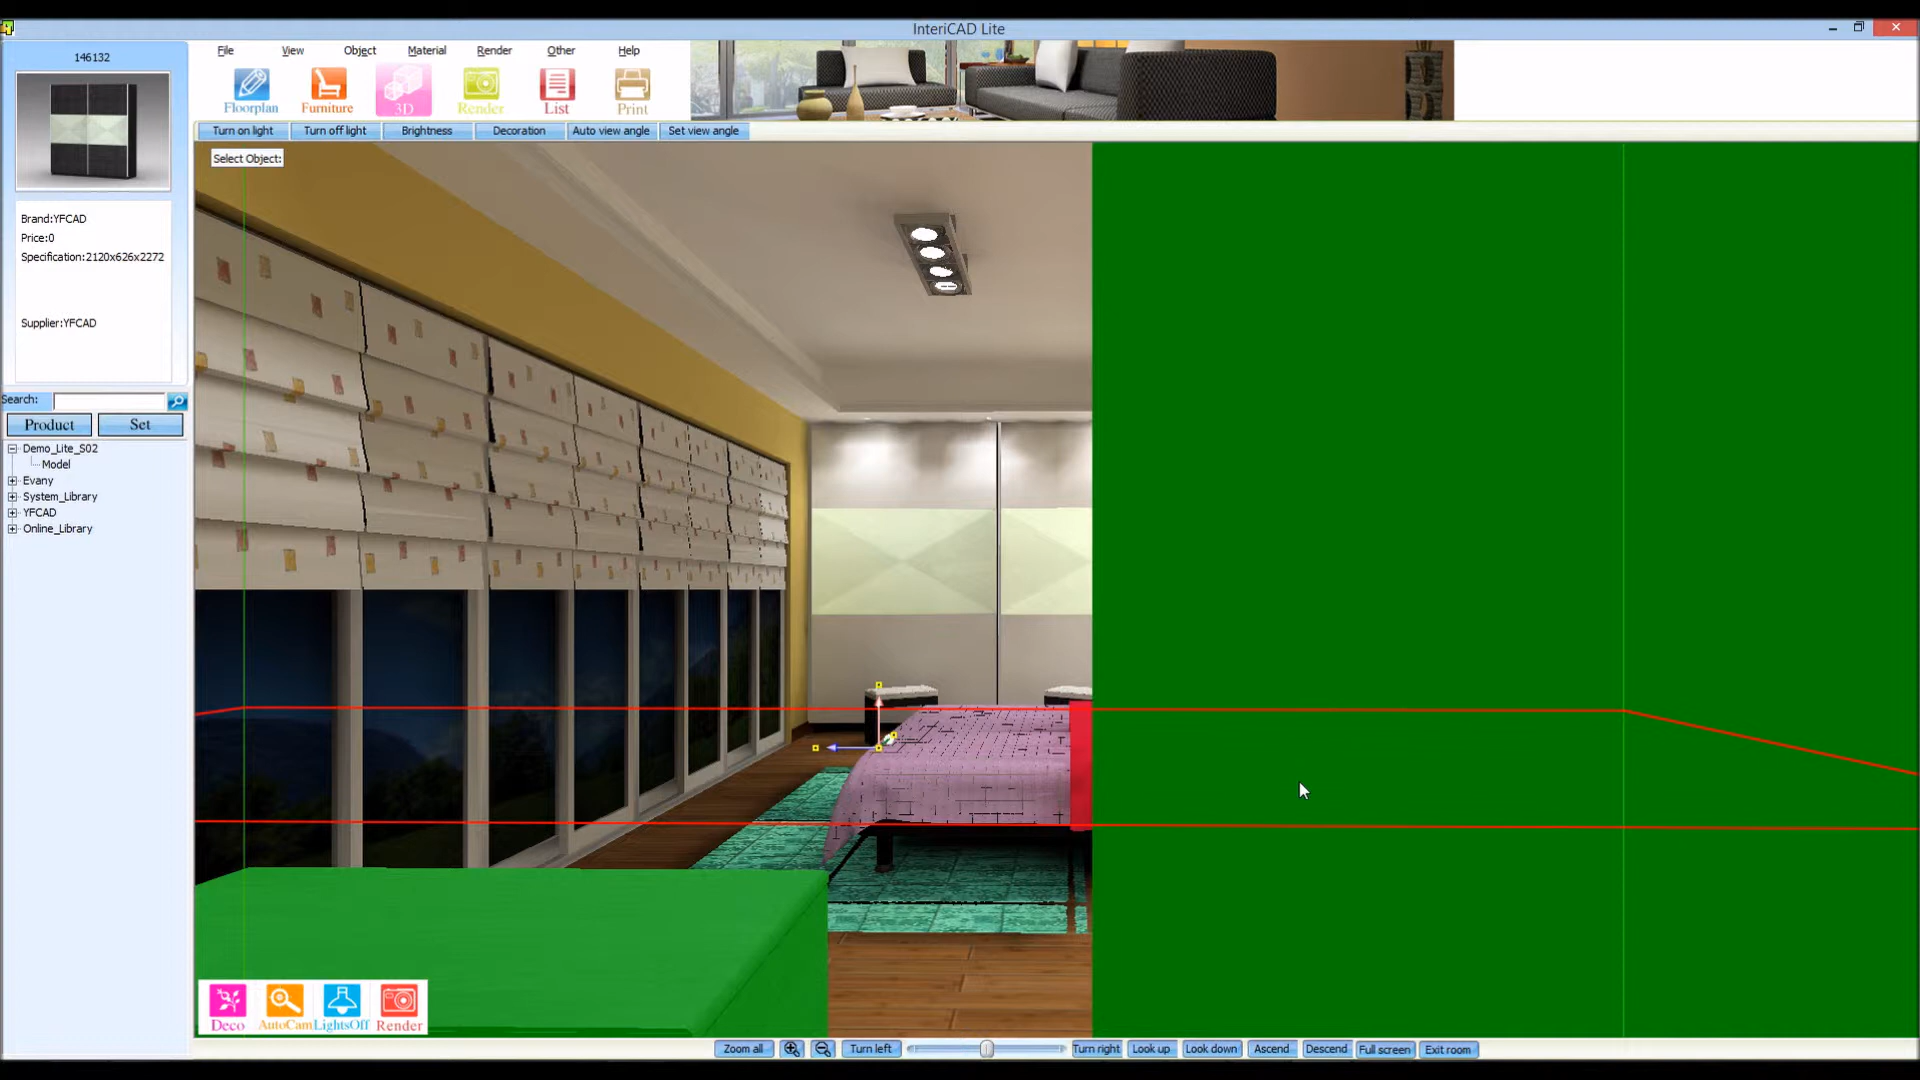 InteriCAD Lite
146132
File View Object Material Render Other Help
Floorplan Furniture 3D Render List Print
Turn on light Turn off light Brightness Decoration Auto view angle Set view angle
Select Object:
Brand:YFCAD
Price:0
Specification:2120x626x2272
Supplier:YFCAD
Search:
Product Set
Demo_Lite_S02
Model
Evany
System_Library
YFCAD
Online_Library
Deco AutoCam LightsOff Render
Zoom all Turn left Turn right Look up Look down Ascend Descend Full screen Exit room